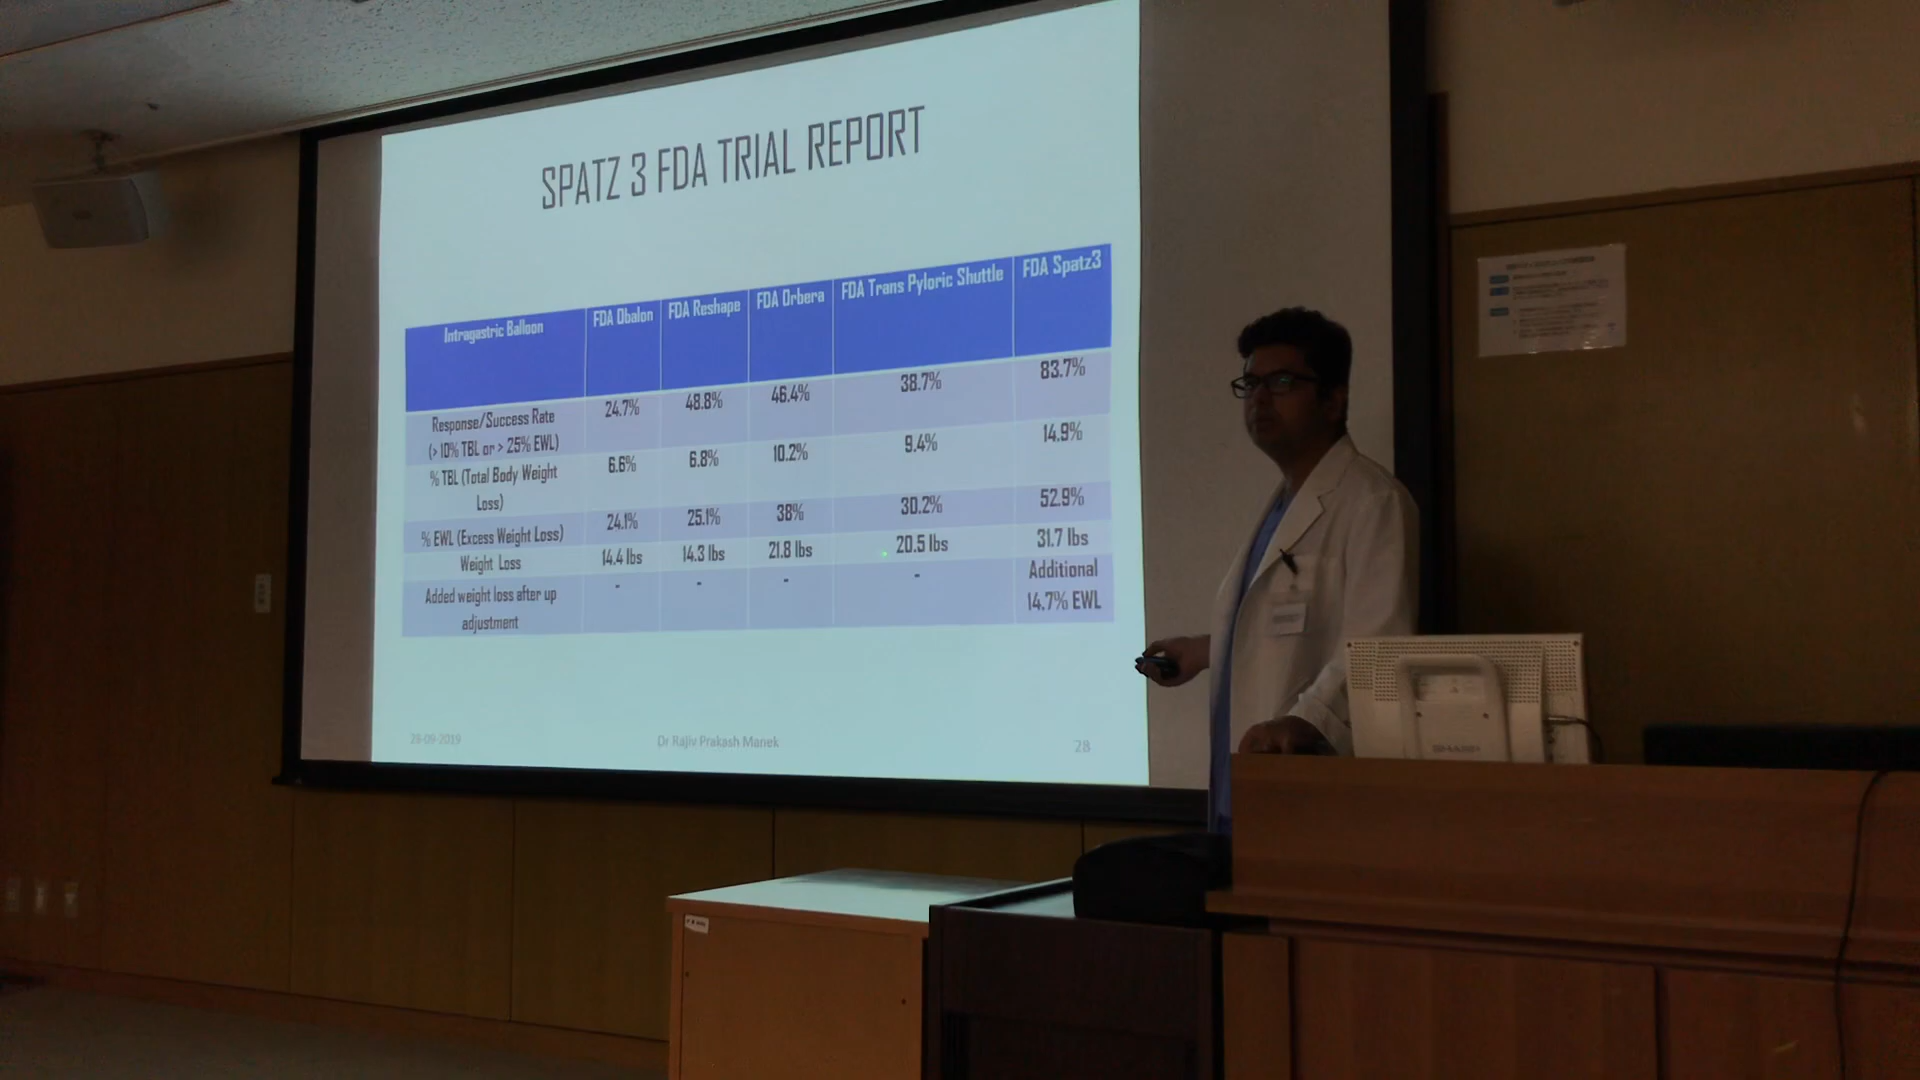 SPATZ 3 FDA TRIAL REPORT
Intragastric Balloon FDA Obalon FDA Reshape FDA Orbera FDA Trans Pyloric Shuttle FDA Spatz3
Response/Success Rate
(> 10% TBL or > 25% EWL) 24.7% 48.8% 46.4% 38.7% 83.7%
% TBL (Total Body Weight
Loss) 6.6% 6.8% 10.2% 9.4% 14.9%
% EWL (Excess Weight Loss) 24.1% 25.1% 38% 30.2% 52.9%
Weight Loss 14.4 lbs 14.3 lbs 21.8 lbs 20.5 lbs 31.7 lbs
Added weight loss after up
adjustment - - - - Additional
14.7% EWL
28-09-2019 Dr Rajiv Prakash Manek 28
SHARP